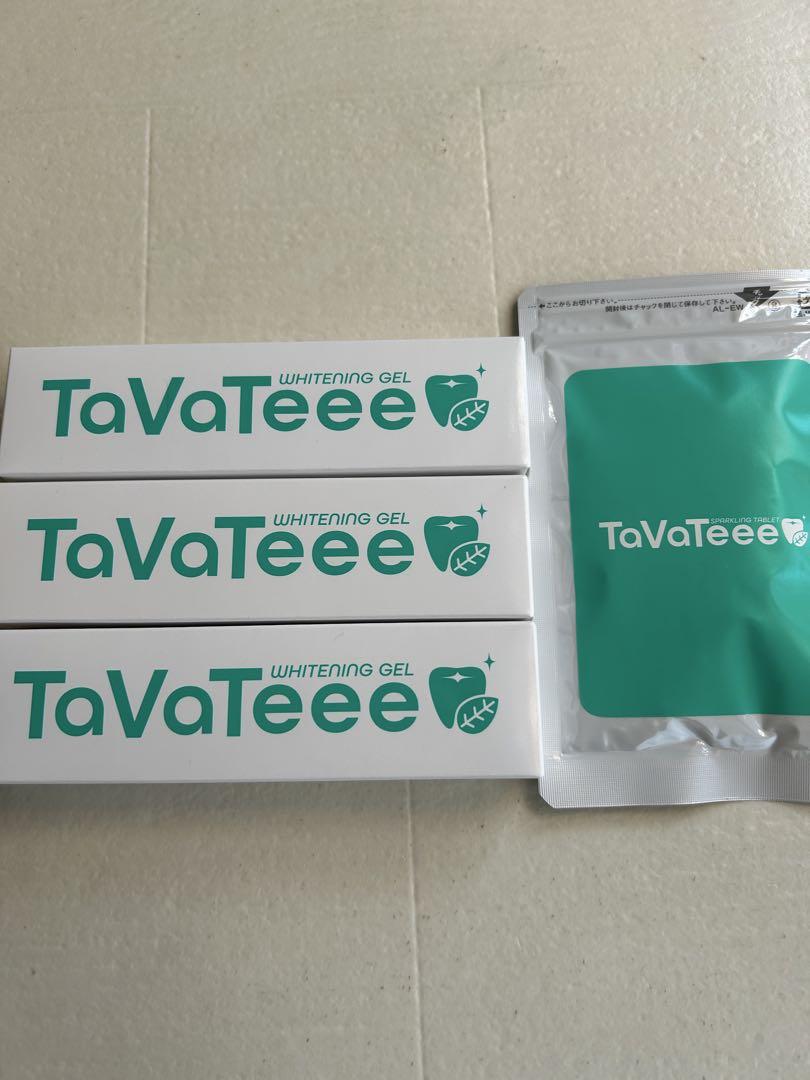 WHITENING GEL
TaVaTeee
WHITENING GEL
TaVaTeee
WHITENING GEL
TaVaTeee
ここからお切り下さい。
開封後はチャックを閉じて保存して下さい。
AL-EW
SPARKLING TABLET
TaVaTeee